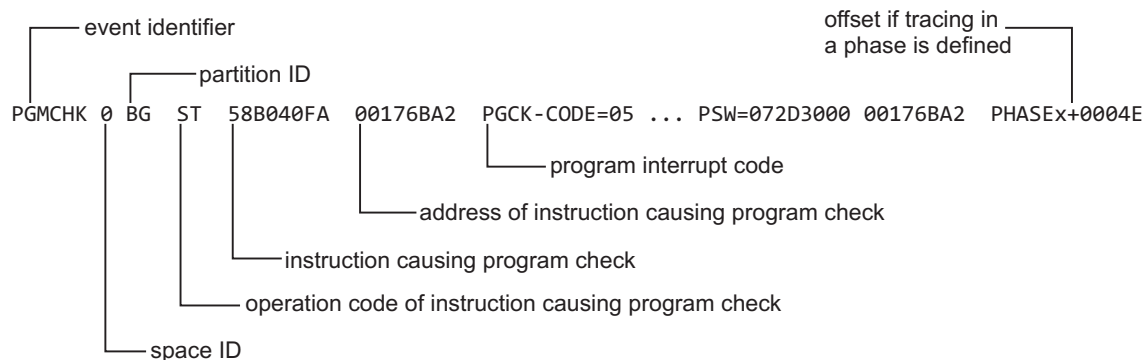 event identifier
offset if tracing in
a phase is defined
partition ID
PGMCHK 0 BG ST 58B040FA 00176BA2 PGCK-CODE=05 ... PSW=072D3000 00176BA2 PHASEx+0004E
program interrupt code
address of instruction causing program check
instruction causing program check
operation code of instruction causing program check
space ID